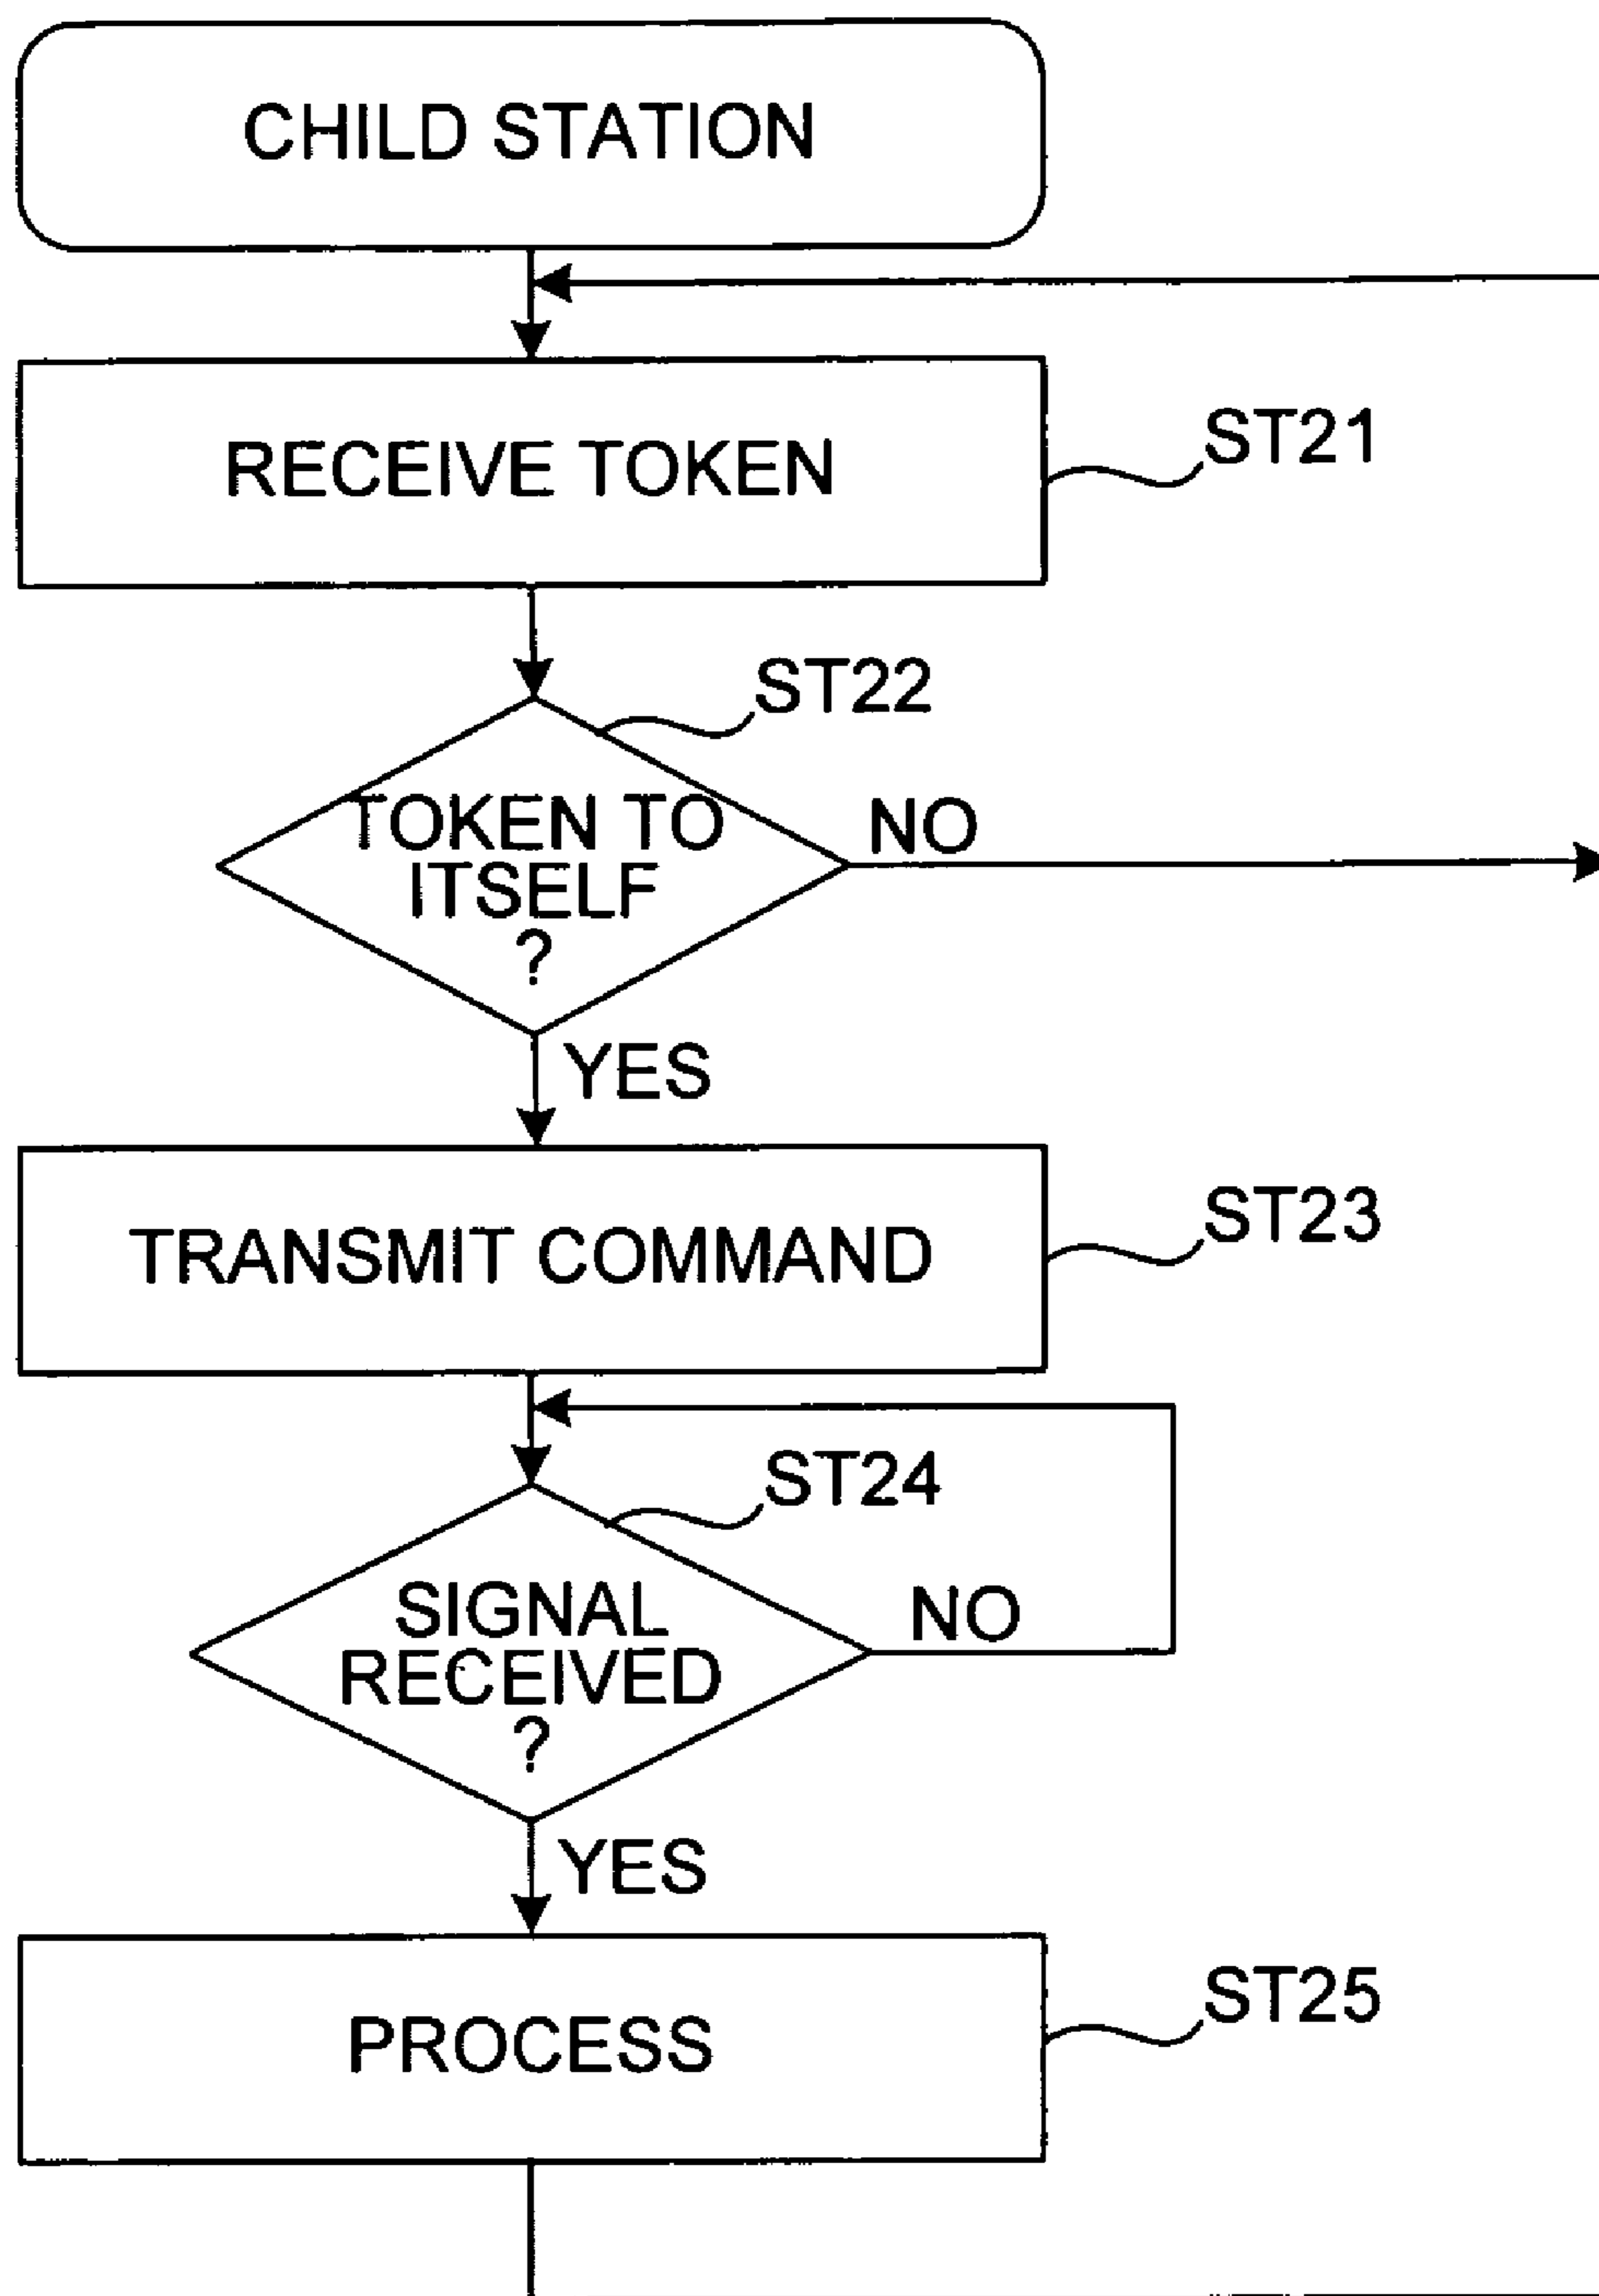 CHILD STATION
RECEIVE TOKEN
ST21
ST22
TOKEN TO
ITSELF
?
NO
YES
TRANSMIT COMMAND
ST23
ST24
SIGNAL
RECEIVED
?
NO
YES
PROCESS
ST25